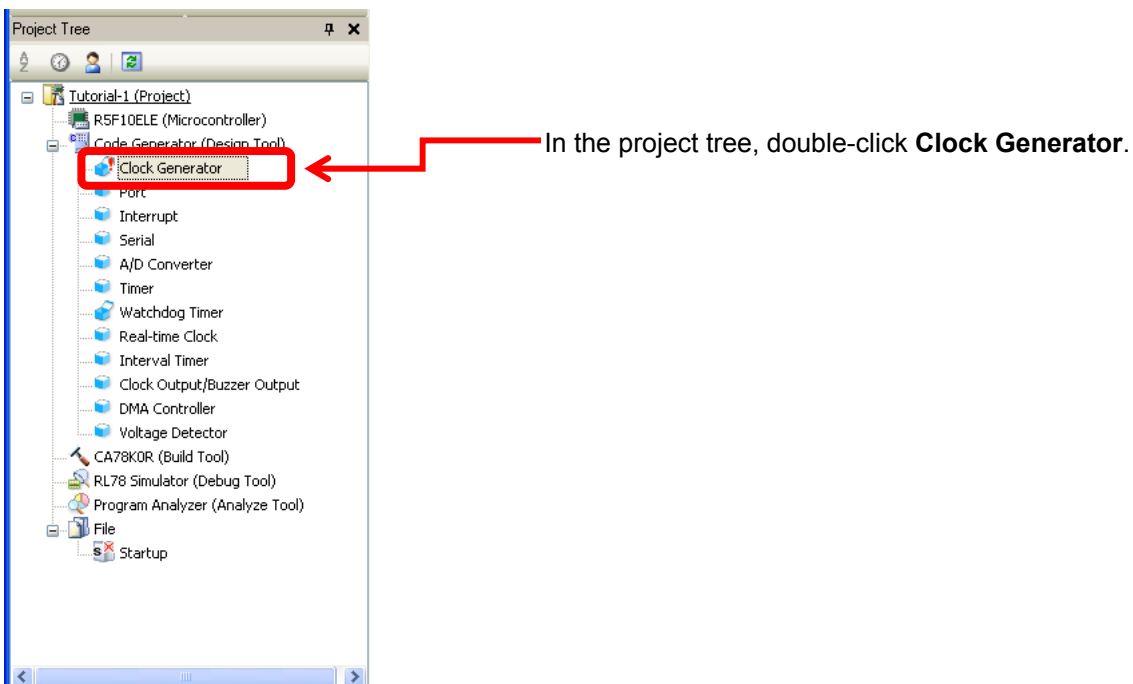 Project Tree
Tutorial-1 (Project)
R5F10ELE (Microcontroller)
Code Generator (Design Tool)
Clock Generator
Port
Interrupt
Serial
A/D Converter
Timer
Watchdog Timer
Real-time Clock
Interval Timer
Clock Output/Buzzer Output
DMA Controller
Voltage Detector
CA78K0R (Build Tool)
RL78 Simulator (Debug Tool)
Program Analyzer (Analyze Tool)
File
Startup
In the project tree, double-click Clock Generator.